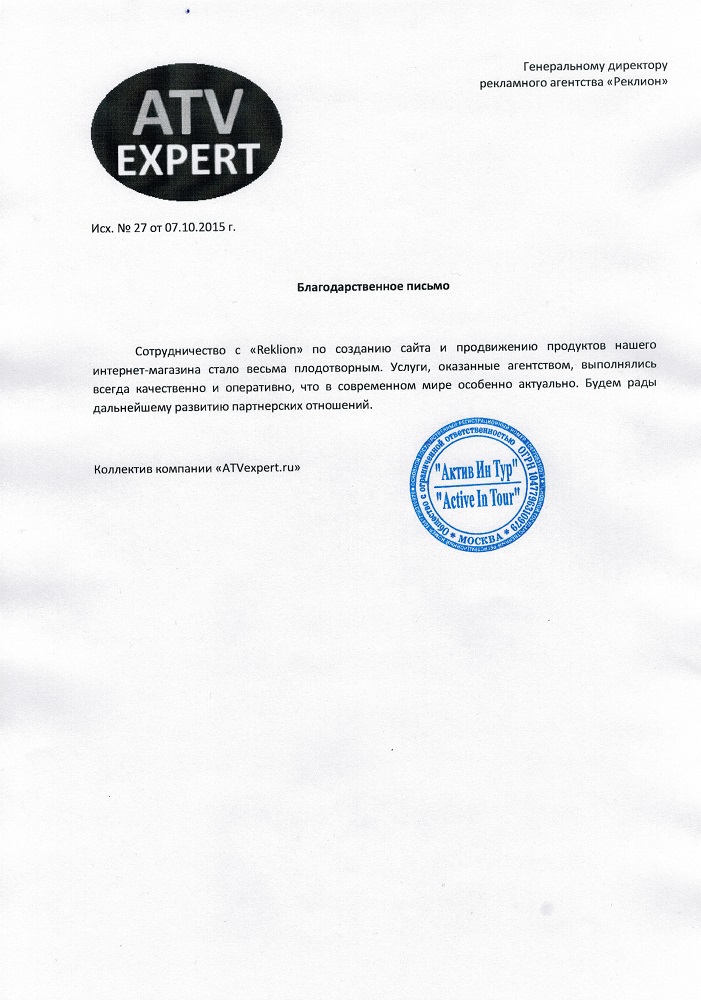 ATV
EXPERT
Генеральному директору
рекламного агентства «Реклион»
Исх. № 27 от 07.10.2015 г.
Благодарственное письмо
Сотрудничество с «Reklion» по созданию сайта и продвижению продуктов нашего
интернет-магазина стало весьма плодотворным. Услуги, оказанные агентством, выполнялись
всегда качественно и оперативно, что в современном мире особенно актуально. Будем рады
дальнейшему развитию партнерских отношений.
Коллектив компании «ATVexpert.ru»
Общество с ограниченной ответственностью
ОГРН 1047796310979
"Актив Ин Тур"
"Active In Tour"
* МОСКВА *